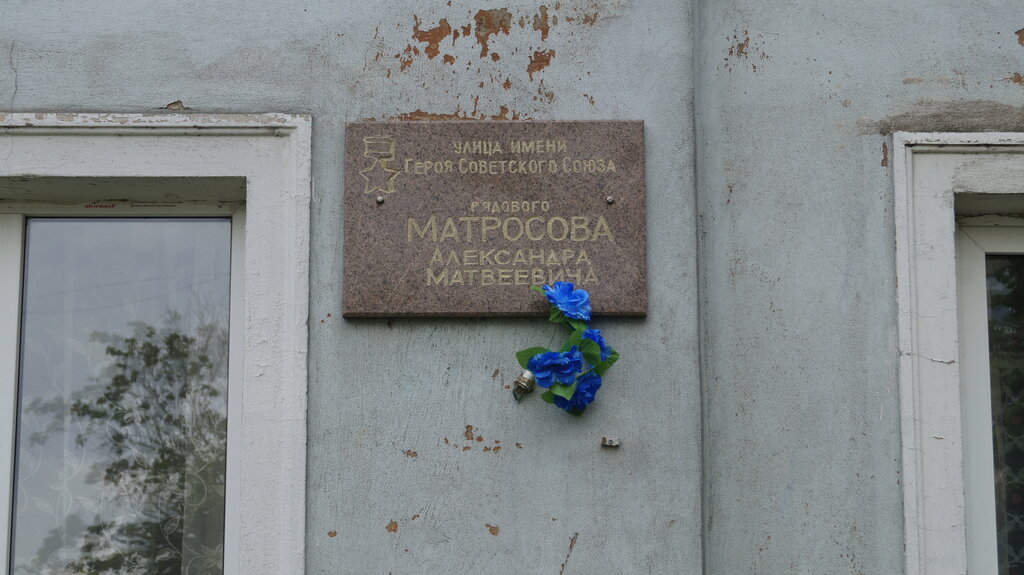 УЛИЦА ИМЕНИ
ГЕРОЯ СОВЕТСКОГО СОЮЗА
РЯДОВОГО
МАТРОСОВА
АЛЕКСАНДРА
МАТВЕЕВИЧА